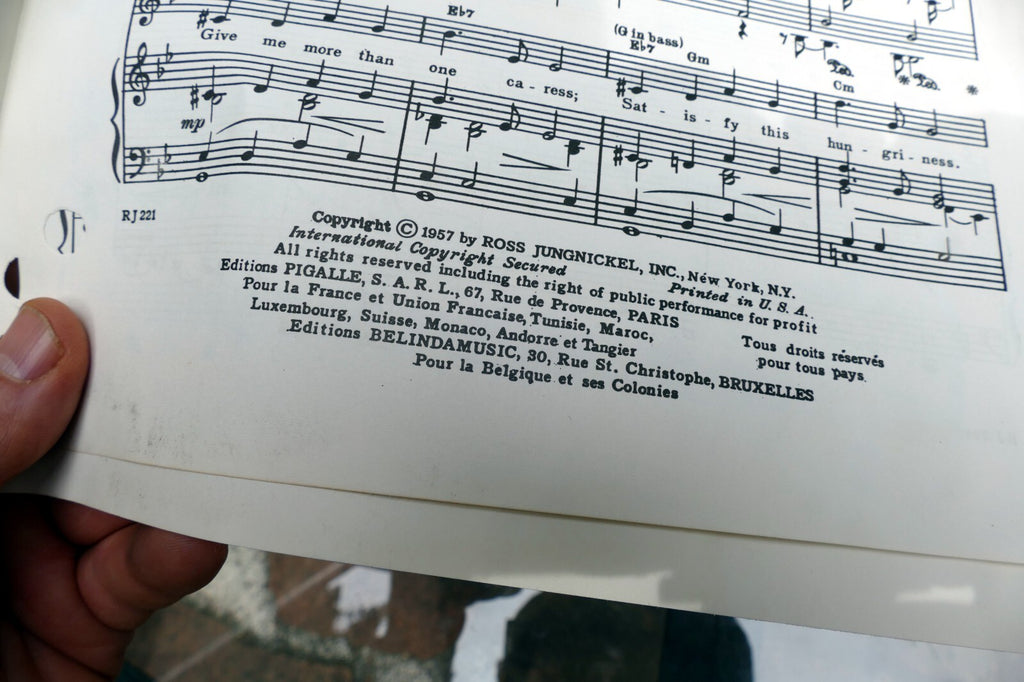 Eb7
(G in bass)
Eb7 Gm
Cm
Give me more than one ca - ress; Sat - is - fy this hun - gri - ness.
mp
RJ 221
Copyright © 1957 by ROSS JUNGNICKEL, INC., New York, N.Y.
International Copyright Secured Printed in U. S. A.
All rights reserved including the right of public performance for profit
Editions PIGALLE, S. A. R. L., 67, Rue de Provence, PARIS
Pour la France et Union Francaise, Tunisie, Maroc,
Luxembourg, Suisse, Monaco, Andorre et Tangier
Tous droits réservés
pour tous pays.
Editions BELINDAMUSIC, 30, Rue St. Christophe, BRUXELLES
Pour la Belgique et ses Colonies